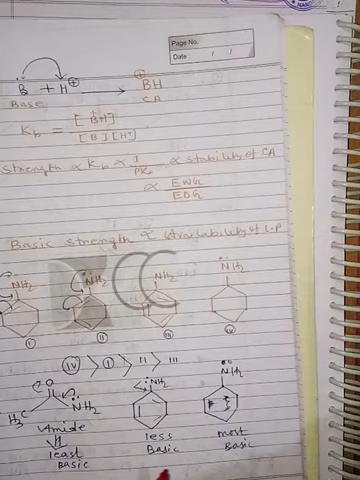 Page No.
Date / /
B + H⊕ ⟶ ⊕BH
Base CA
Kb = [BH] / [B][H+]
strength ∝ Kb ∝ 1/PKb ∝ stability of CA
∝ EWG / EDG
Basic strength ∝ of L.P
NH2 NH2 NH2 NH2
i ii iii iv
iv > i > ii > iii
O NH2 NH2
H3C NH2
Amide less most
least Basic Basic
Basic